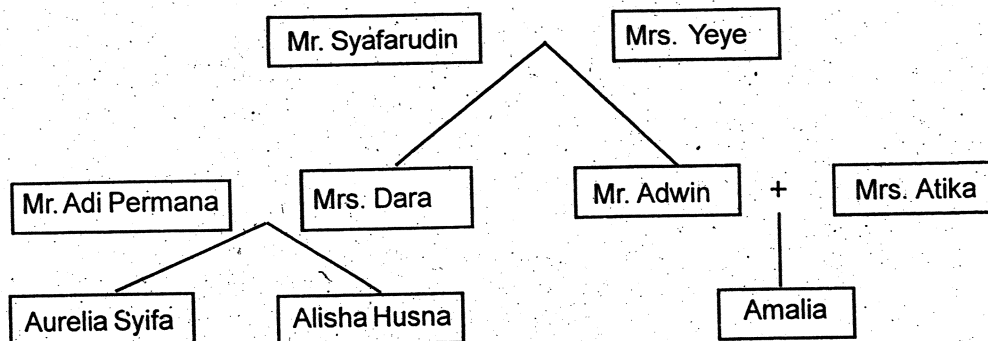 Mr. Syafarudin
Mrs. Yeye
Mr. Adi Permana
Mrs. Dara
Mr. Adwin
+
Mrs. Atika
Aurelia Syifa
Alisha Husna
Amalia